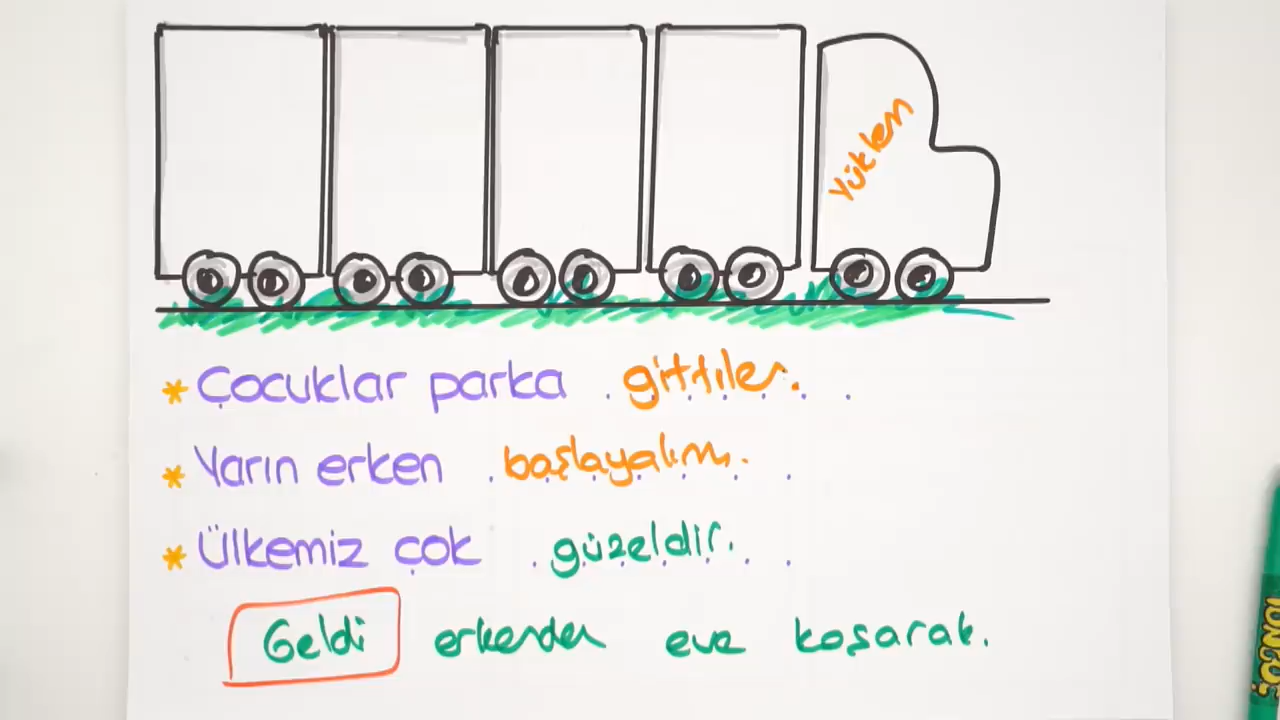 Yüklem
* Çocuklar parka gittiler.
* Yarın erken başlayalım.
* Ülkemiz çok güzeldir.
Geldi erkenden eve koşarak.